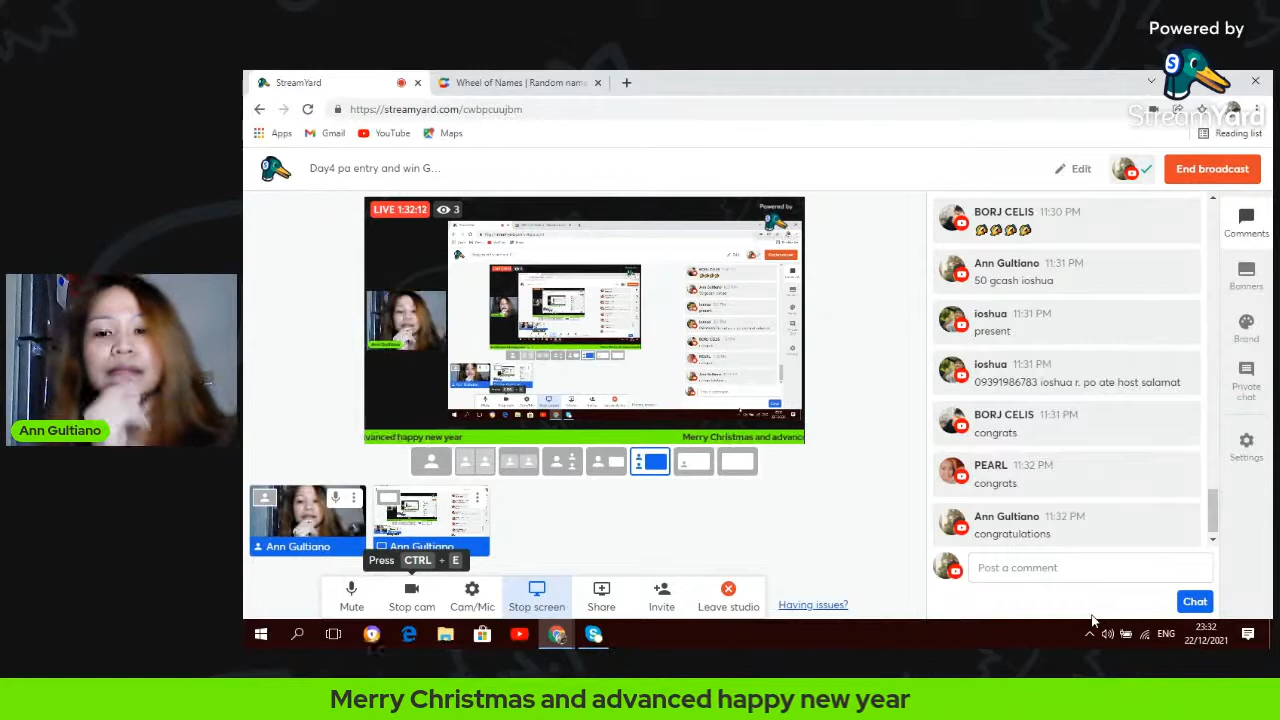 Powered by
StreamYard
StreamYard
Wheel of Names | Random name
https://streamyard.com/cwbpcuujbm
Apps
Gmail
YouTube
Maps
Reading list
Day4 pa entry and win G...
Edit
End broadcast
LIVE 1:32:12
3
Powered by
Ann Gultiano
advanced happy new year
Merry Christmas and advanc
Ann Gultiano
Ann Gultiano
Ann Gultiano
Press CTRL + E
Mute
Stop cam
Cam/Mic
Stop screen
Share
Invite
Leave studio
Having issues?
BORJ CELIS 11:30 PM
Ann Gultiano 11:31 PM
50 gcash ioshua
ioshua 11:31 PM
present
ioshua 11:31 PM
09391986783 ioshua r. po ate host salamat
BORJ CELIS 11:31 PM
congrats
PEARL 11:32 PM
congrats
Ann Gultiano 11:32 PM
congratulations
Post a comment
Chat
Comments
Banners
Brand
Private
chat
Settings
ENG
23:32
22/12/2021
Merry Christmas and advanced happy new year